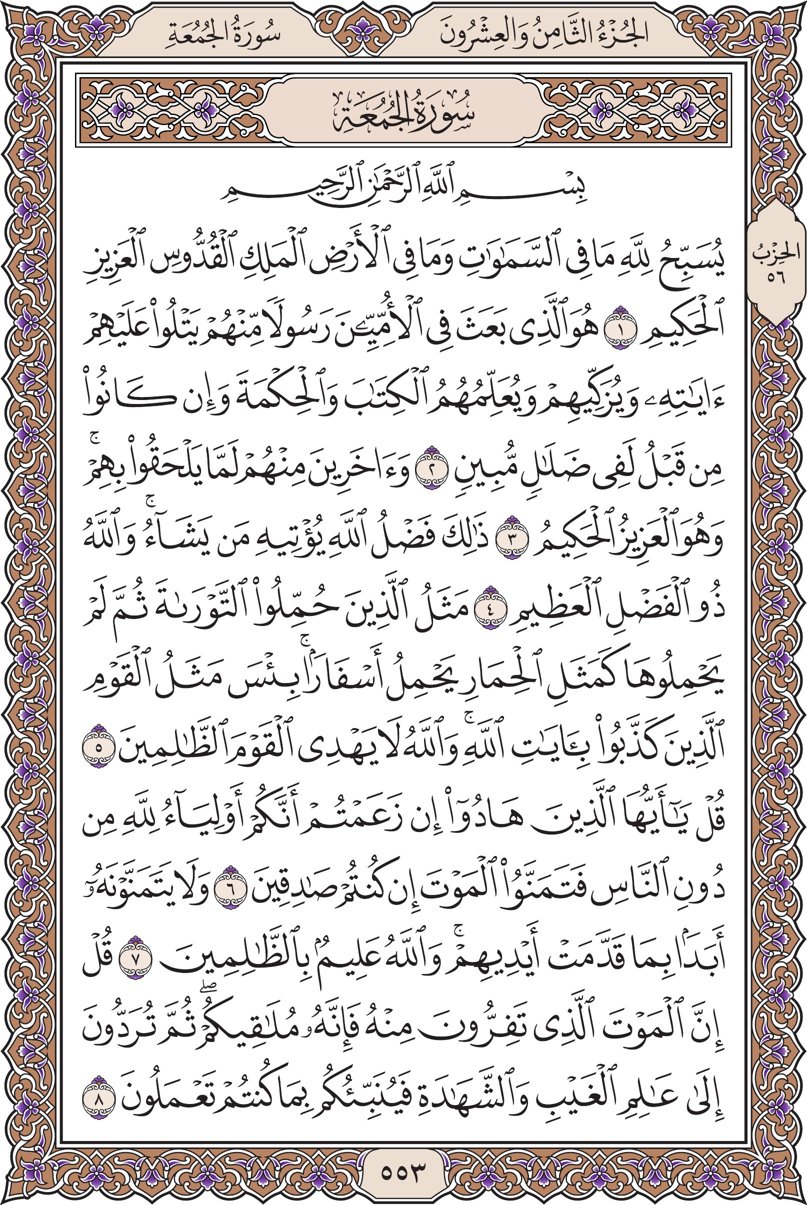 الجُزْءُ الثَّامِنُ وَالعِشْرُونَ
سُورَةُ الجُمُعَةِ
سُورَةُ الجُمُعَةِ
بِسْمِ ٱللَّهِ ٱلرَّحْمَٰنِ ٱلرَّحِيمِ
يُسَبِّحُ لِلَّهِ مَا فِى ٱلسَّمَٰوَٰتِ وَمَا فِى ٱلْأَرْضِ ٱلْمَلِكِ ٱلْقُدُّوسِ ٱلْعَزِيزِ
ٱلْحَكِيمِ ١ هُوَ ٱلَّذِى بَعَثَ فِى ٱلْأُمِّيِّۦنَ رَسُولًا مِّنْهُمْ يَتْلُوا۟ عَلَيْهِمْ
ءَايَٰتِهِۦ وَيُزَكِّيهِمْ وَيُعَلِّمُهُمُ ٱلْكِتَٰبَ وَٱلْحِكْمَةَ وَإِن كَانُوا۟
مِن قَبْلُ لَفِى ضَلَٰلٍ مُّبِينٍ ٢ وَءَاخَرِينَ مِنْهُمْ لَمَّا يَلْحَقُوا۟ بِهِمْ ۚ
وَهُوَ ٱلْعَزِيزُ ٱلْحَكِيمُ ٣ ذَٰلِكَ فَضْلُ ٱللَّهِ يُؤْتِيهِ مَن يَشَآءُ ۚ وَٱللَّهُ
ذُو ٱلْفَضْلِ ٱلْعَظِيمِ ٤ مَثَلُ ٱلَّذِينَ حُمِّلُوا۟ ٱلتَّوْرَىٰةَ ثُمَّ لَمْ
يَحْمِلُوهَا كَمَثَلِ ٱلْحِمَارِ يَحْمِلُ أَسْفَارًۢا ۚ بِئْسَ مَثَلُ ٱلْقَوْمِ
ٱلَّذِينَ كَذَّبُوا۟ بِـَٔايَٰتِ ٱللَّهِ ۚ وَٱللَّهُ لَا يَهْدِى ٱلْقَوْمَ ٱلظَّٰلِمِينَ ٥
قُلْ يَٰٓأَيُّهَا ٱلَّذِينَ هَادُوٓا۟ إِن زَعَمْتُمْ أَنَّكُمْ أَوْلِيَآءُ لِلَّهِ مِن
دُونِ ٱلنَّاسِ فَتَمَنَّوُا۟ ٱلْمَوْتَ إِن كُنتُمْ صَٰدِقِينَ ٦ وَلَا يَتَمَنَّوْنَهُۥٓ
أَبَدًۢا بِمَا قَدَّمَتْ أَيْدِيهِمْ ۚ وَٱللَّهُ عَلِيمٌۢ بِٱلظَّٰلِمِينَ ٧ قُلْ
إِنَّ ٱلْمَوْتَ ٱلَّذِى تَفِرُّونَ مِنْهُ فَإِنَّهُۥ مُلَٰقِيكُمْ ۖ ثُمَّ تُرَدُّونَ
إِلَىٰ عَٰلِمِ ٱلْغَيْبِ وَٱلشَّهَٰدَةِ فَيُنَبِّئُكُم بِمَا كُنتُمْ تَعْمَلُونَ ٨
الحِزْبُ
٥٦
٥٥٣